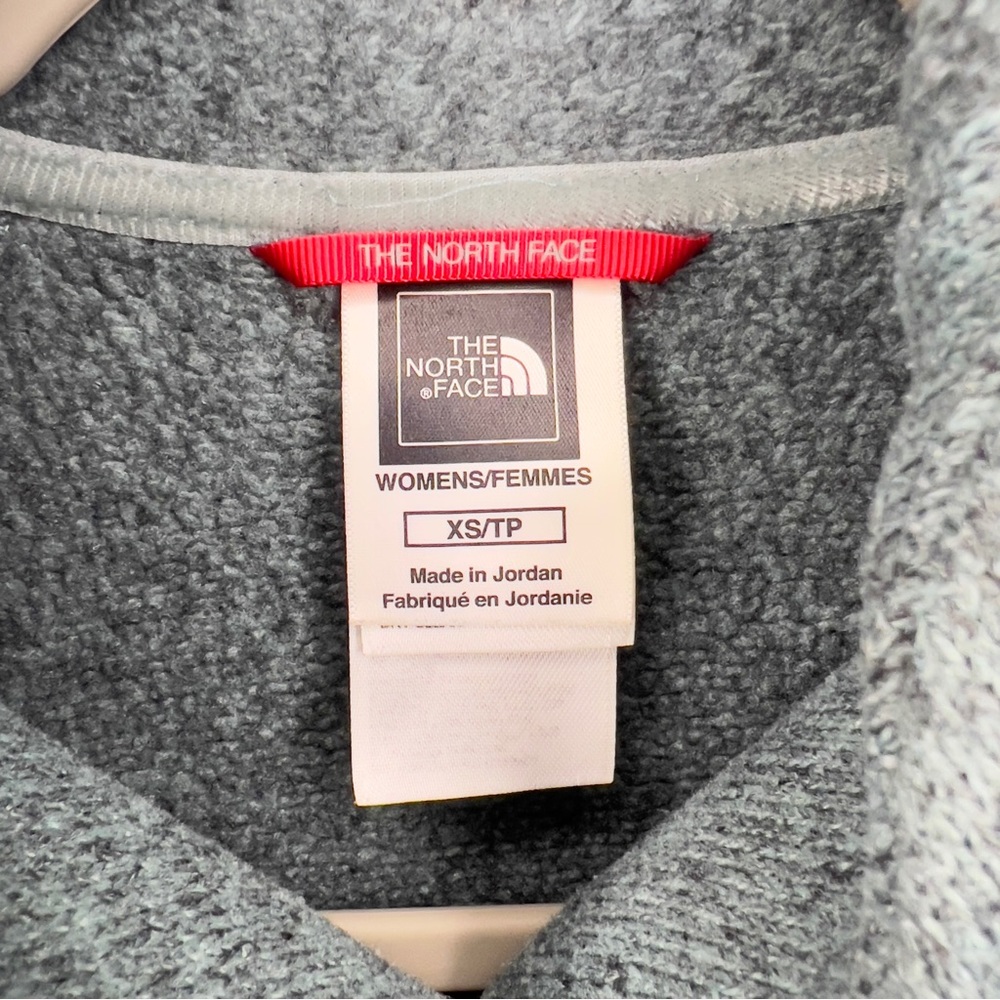 THE NORTH FACE
THE
NORTH
®FACE
WOMENS/FEMMES
XS/TP
Made in Jordan
Fabriqué en Jordanie